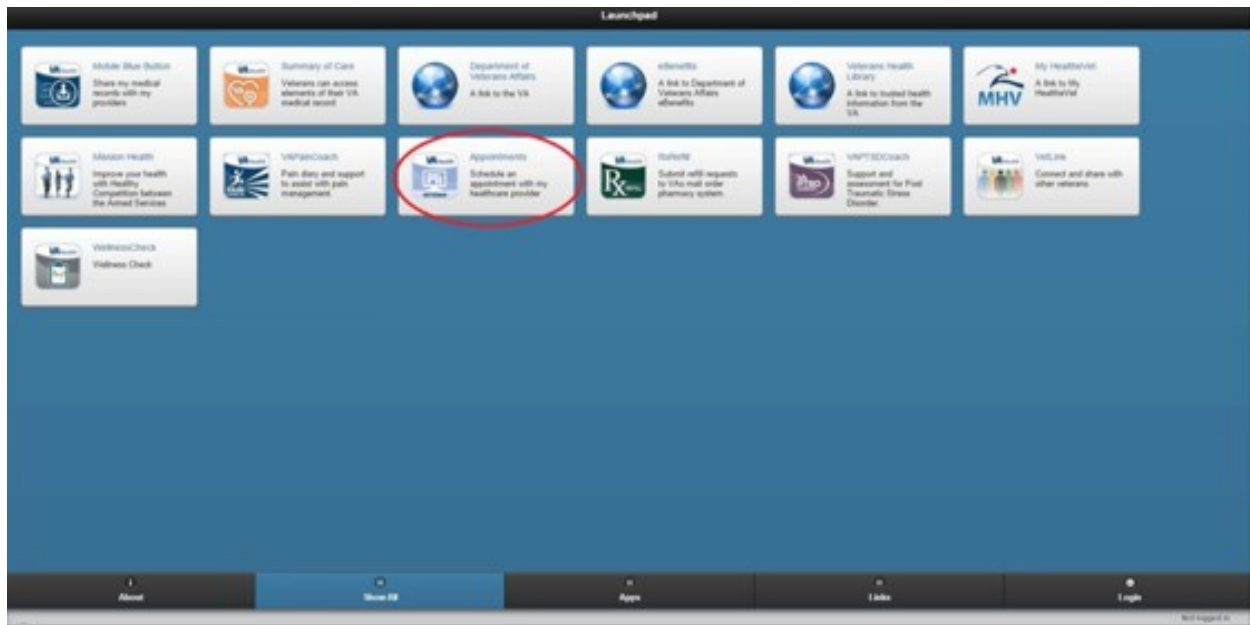 Launchpad
Mobile Blue Button
Share my medical
records with my
providers
Summary of Care
Veterans can access
elements of their VA
medical record
Department of
Veterans Affairs
A link to the VA
eBenefits
A link to Department of
Veterans Affairs
eBenefits
Veterans Health
Library
A link to trusted health
information from the
VA
MHV
My HealtheVet
A link to My
HealtheVet
Mission Health
Improve your health
with Healthy
Competition between
the Armed Services
VAPainCoach
Pain diary and support
to assist with pain
management.
Appointments
Schedule an
appointment with my
healthcare provider
Rx
RxRefill
Submit refill requests
to VAs mail order
pharmacy system.
VAPTSDCoach
Support and
assessment for Post
Traumatic Stress
Disorder.
VetLink
Connect and share with
other veterans.
WellnessCheck
Wellness Check
About
Show All
Apps
Links
Login
Not logged in